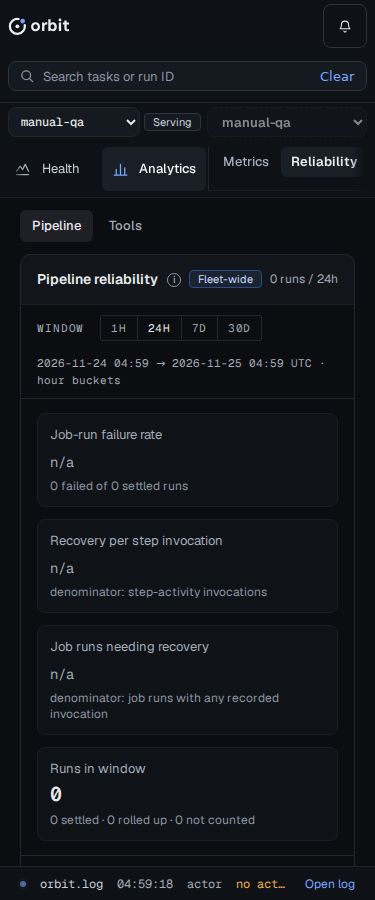 orbit
Search tasks or run ID Clear
manual-qa Serving manual-qa
Health Analytics Metrics Reliability
Pipeline Tools
Pipeline reliability Fleet-wide 0 runs / 24h
WINDOW 1H 24H 7D 30D
2026-11-24 04:59 → 2026-11-25 04:59 UTC ·
hour buckets
Job-run failure rate
n/a
0 failed of 0 settled runs
Recovery per step invocation
n/a
denominator: step-activity invocations
Job runs needing recovery
n/a
denominator: job runs with any recorded
invocation
Runs in window
0
0 settled · 0 rolled up · 0 not counted
orbit.log 04:59:18 actor no act… Open log